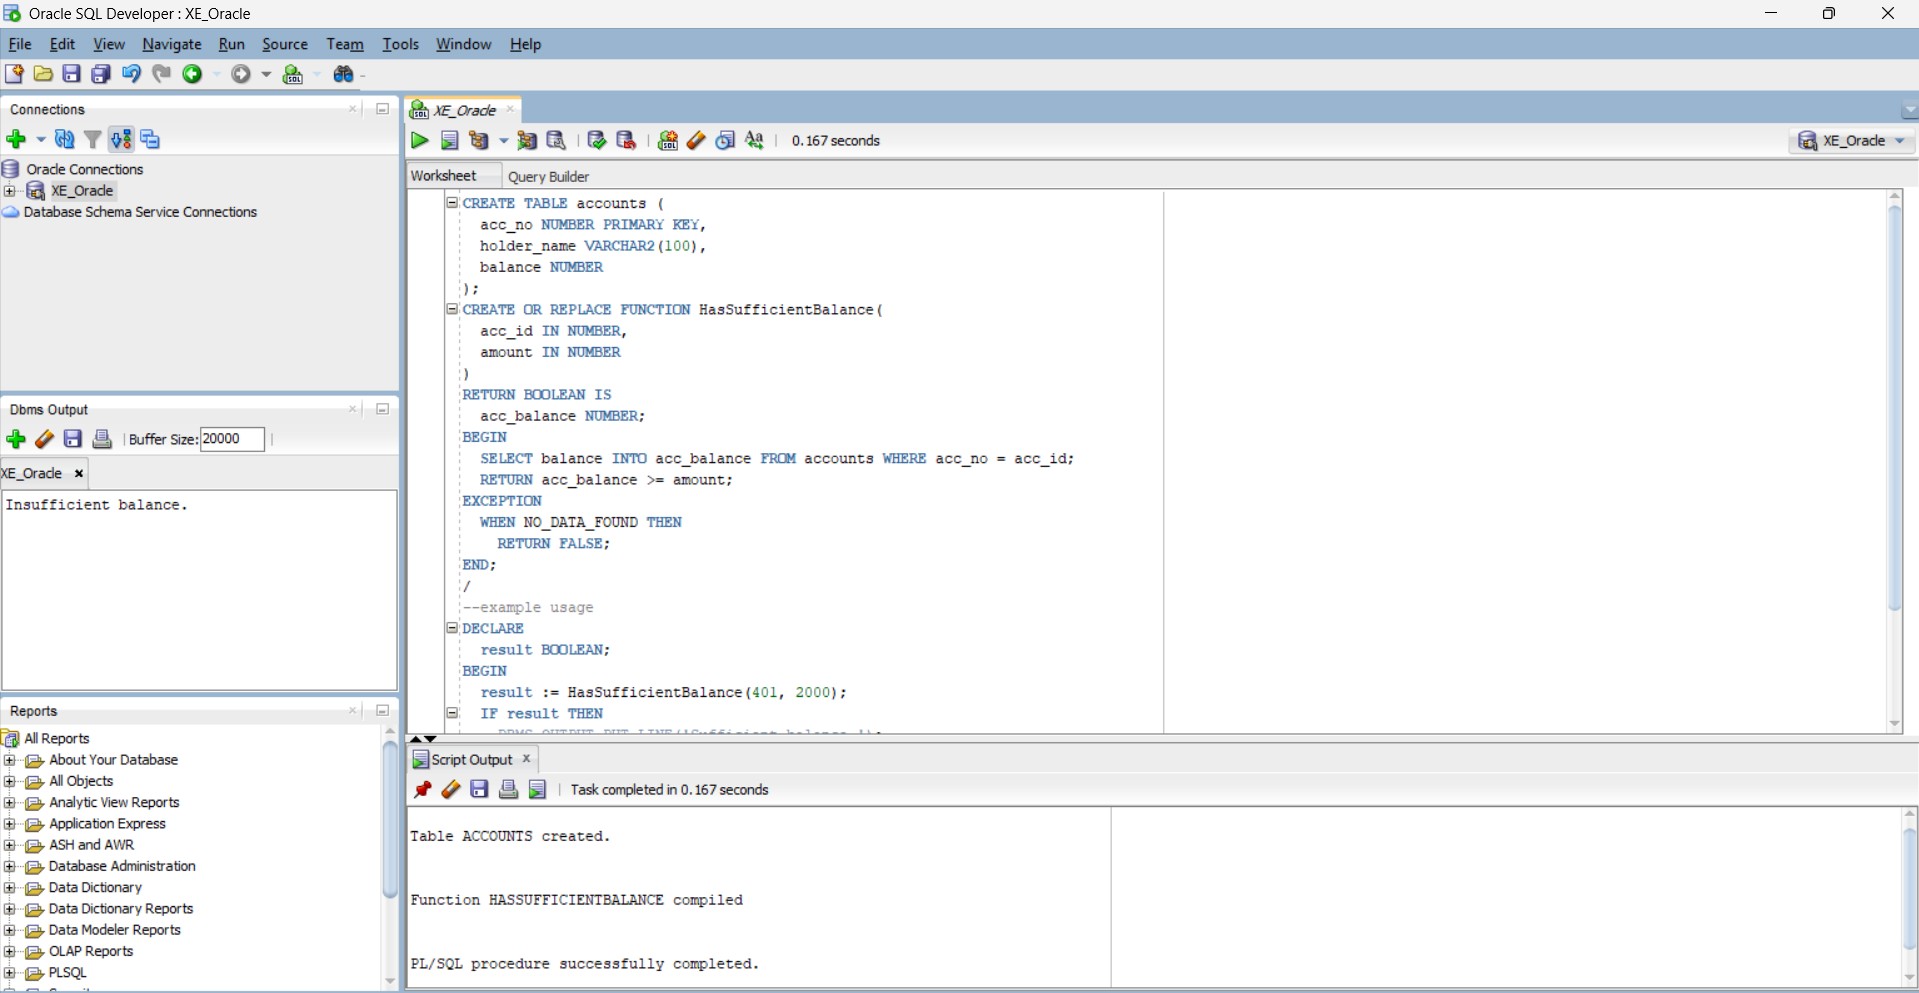 Oracle SQL Developer : XE_Oracle
File Edit View Navigate Run Source Team Tools Window Help
Connections
Oracle Connections
XE_Oracle
Database Schema Service Connections
Dbms Output
Buffer Size: 20000
XE_Oracle
Insufficient balance.
Reports
All Reports
About Your Database
All Objects
Analytic View Reports
Application Express
ASH and AWR
Database Administration
Data Dictionary
Data Dictionary Reports
Data Modeler Reports
OLAP Reports
PLSQL
XE_Oracle
0.167 seconds
XE_Oracle
Worksheet Query Builder
CREATE TABLE accounts (
acc_no NUMBER PRIMARY KEY,
holder_name VARCHAR2(100),
balance NUMBER
);
CREATE OR REPLACE FUNCTION HasSufficientBalance(
acc_id IN NUMBER,
amount IN NUMBER
)
RETURN BOOLEAN IS
acc_balance NUMBER;
BEGIN
SELECT balance INTO acc_balance FROM accounts WHERE acc_no = acc_id;
RETURN acc_balance >= amount;
EXCEPTION
WHEN NO_DATA_FOUND THEN
RETURN FALSE;
END;
/
--example usage
DECLARE
result BOOLEAN;
BEGIN
result := HasSufficientBalance(401, 2000);
IF result THEN
Script Output
Task completed in 0.167 seconds
Table ACCOUNTS created.
Function HASSUFFICIENTBALANCE compiled
PL/SQL procedure successfully completed.